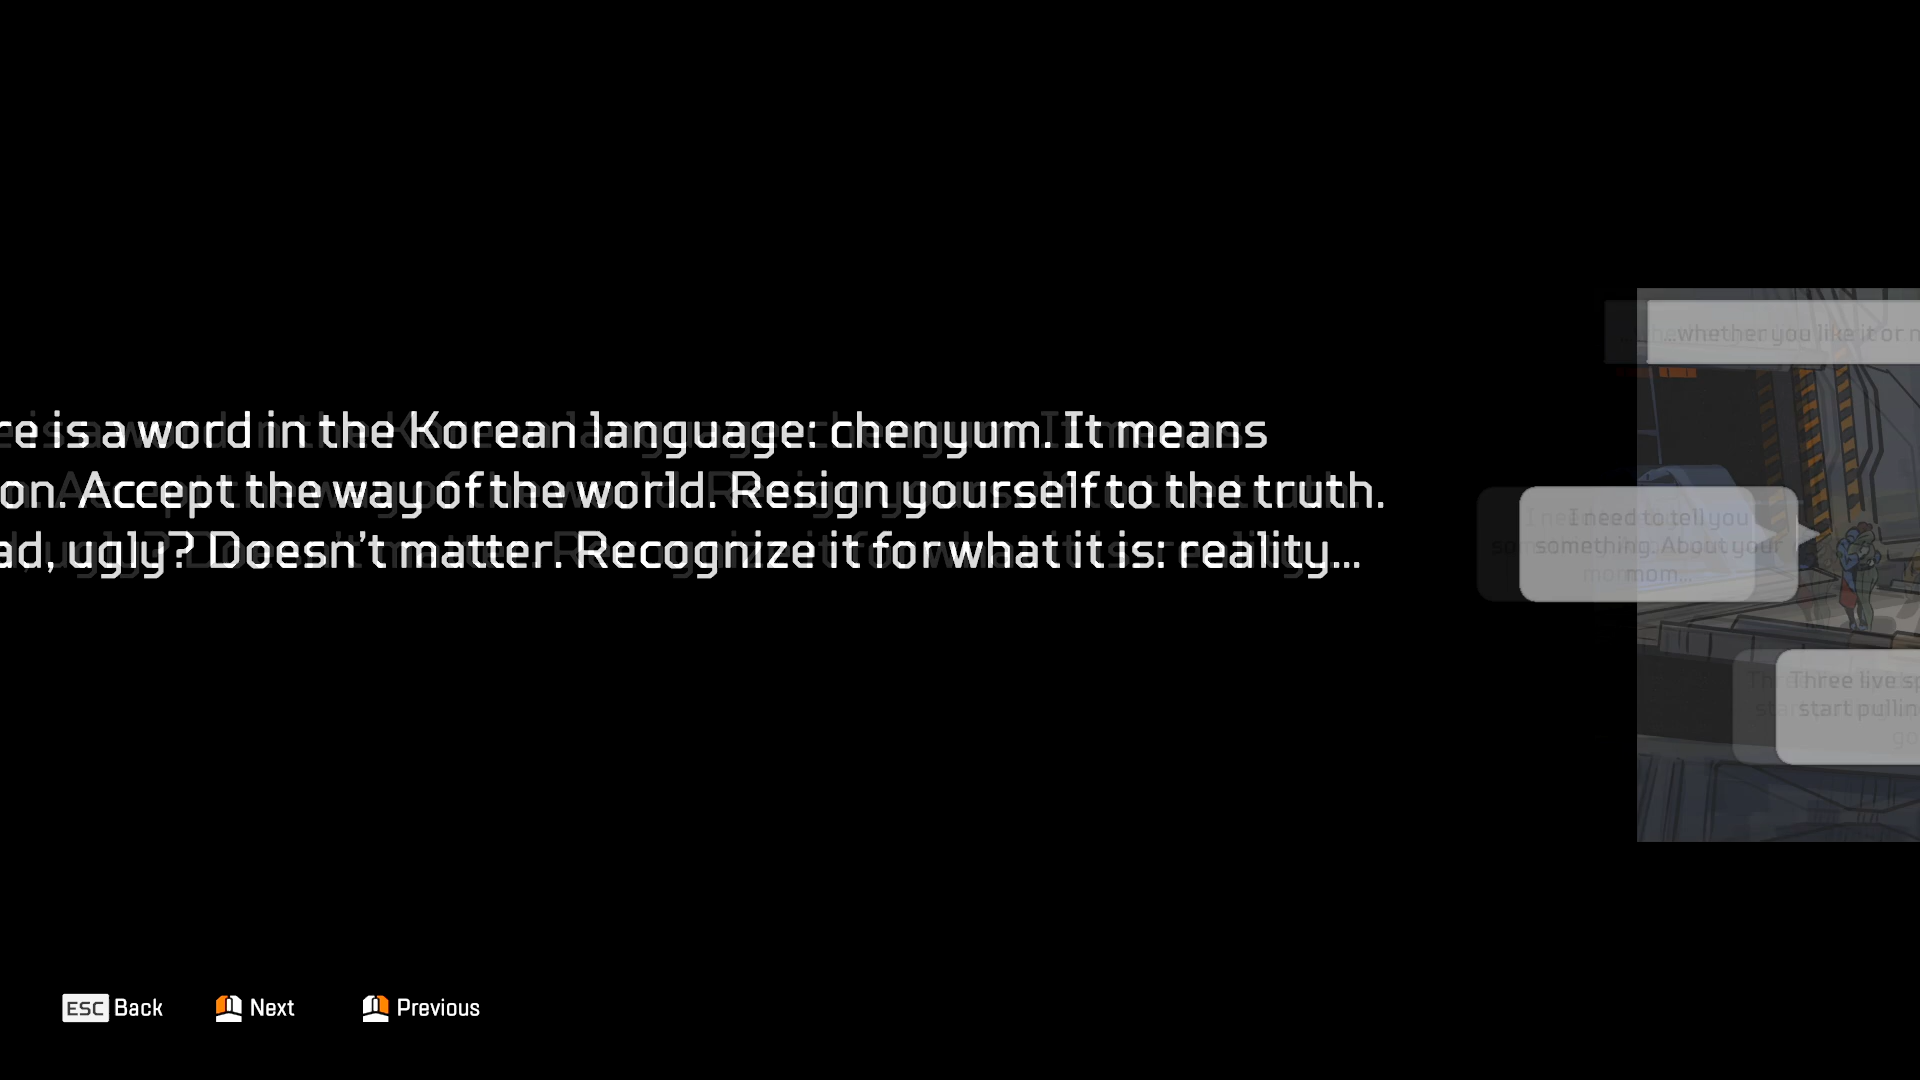 re is a word in the Korean language: chenyum. It means
on. Accept the way of the world. Resign yourself to the truth.
ad, ugly? Doesn't matter. Recognize it for what it is: reality...
...whether you like it or n
I need to tell you
something. About your
mom...
Three live sp
start pullin
go
ESC Back
Next
Previous